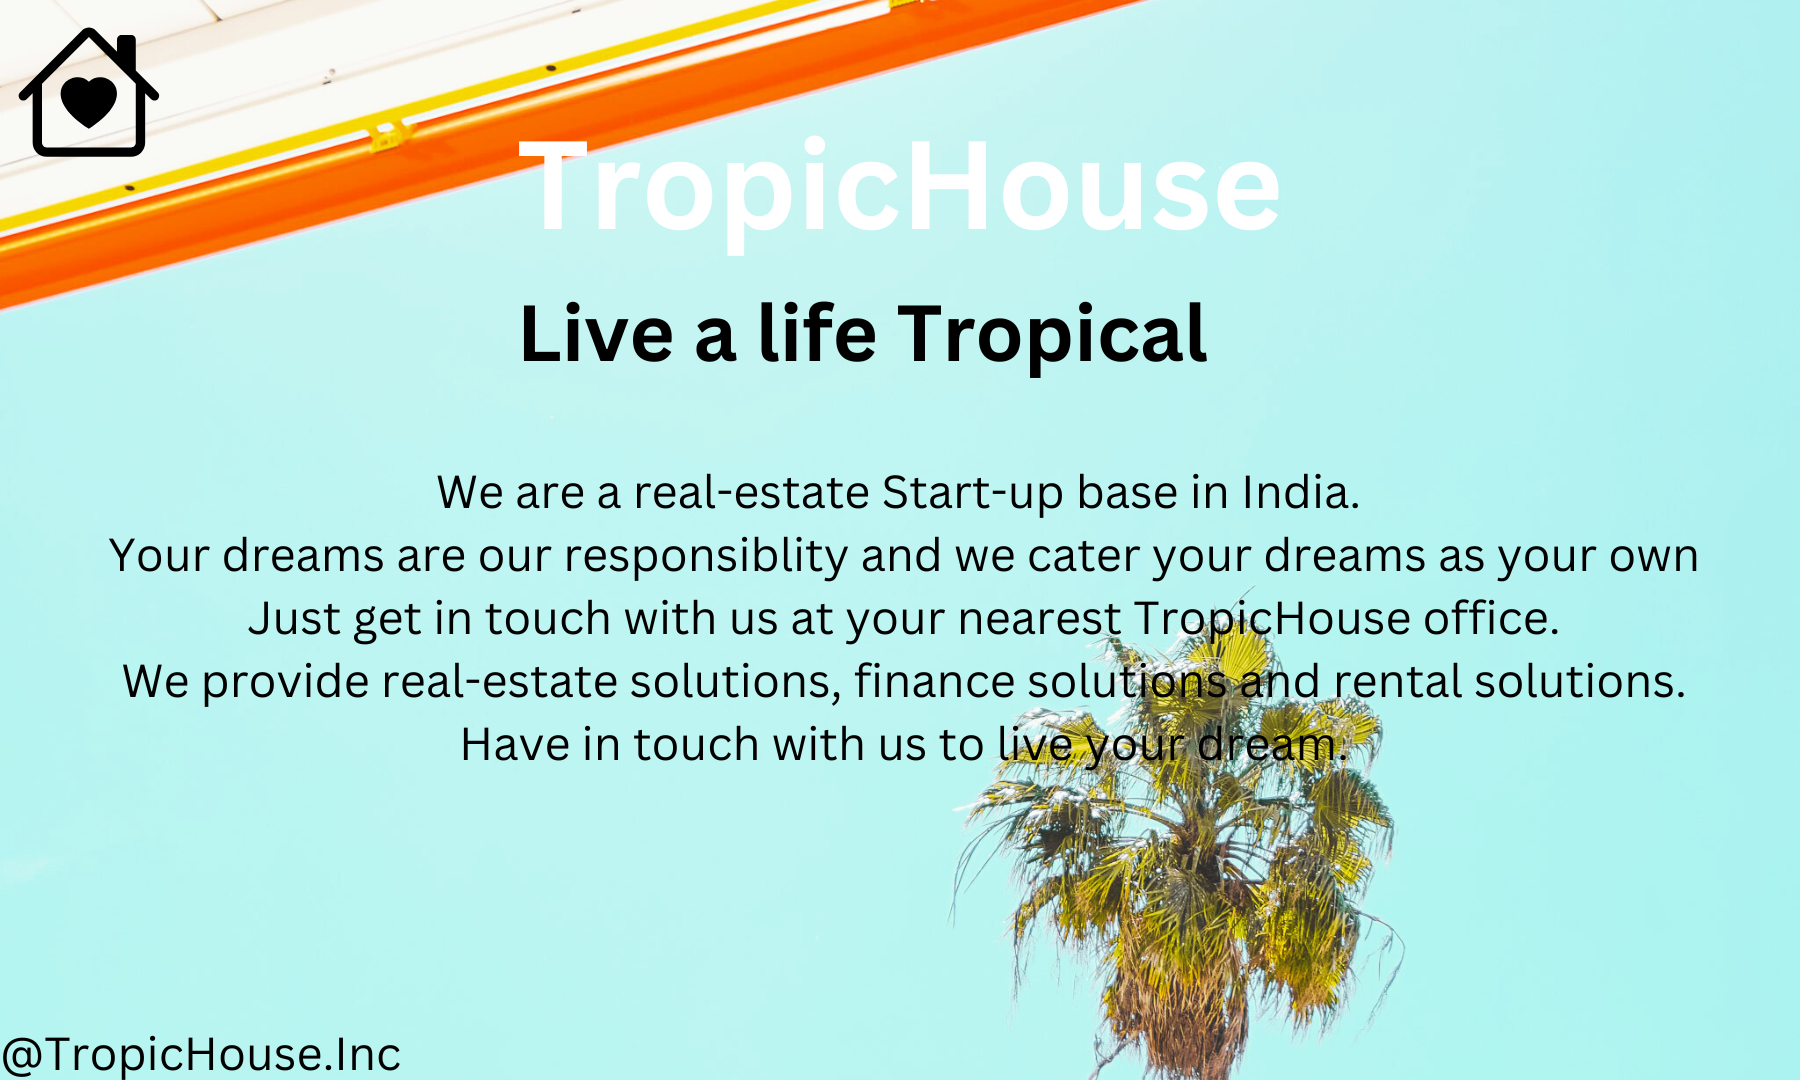 TropicHouse
Live a life Tropical
We are a real-estate Start-up base in India.
Your dreams are our responsiblity and we cater your dreams as your own
Just get in touch with us at your nearest TropicHouse office.
We provide real-estate solutions, finance solutions and rental solutions.
Have in touch with us to live your dream.
@TropicHouse.Inc